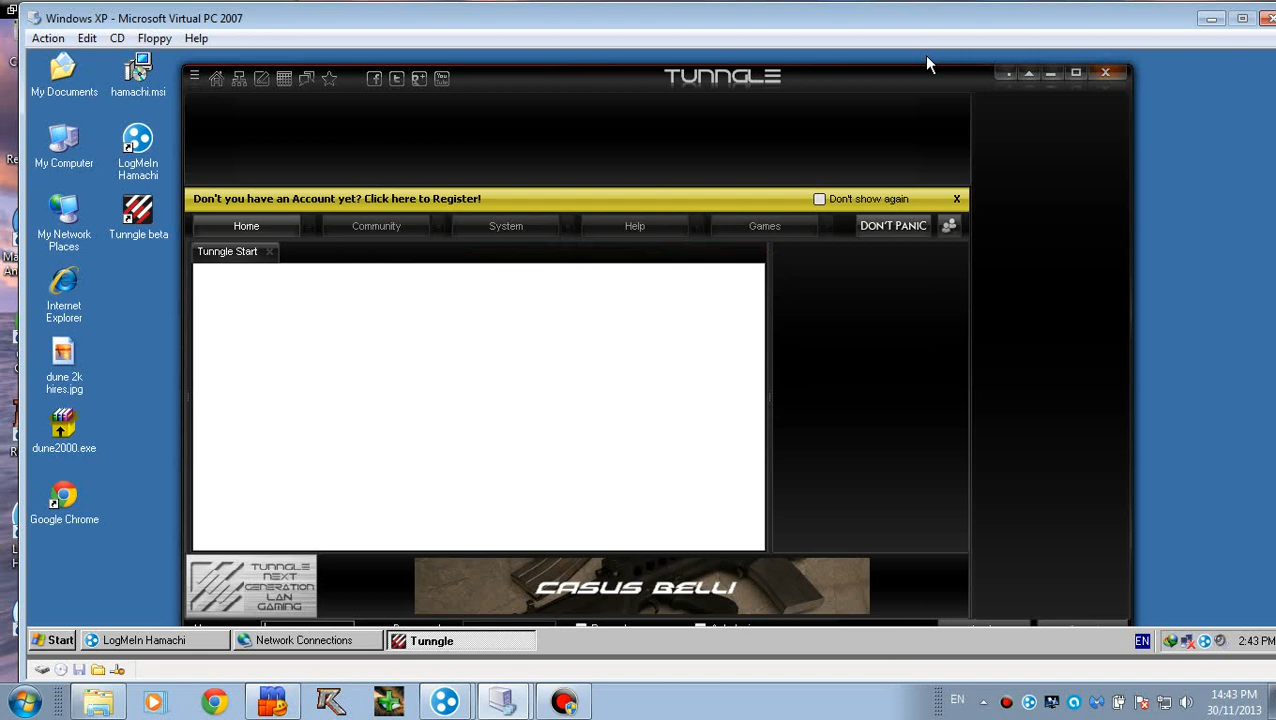 Windows XP - Microsoft Virtual PC 2007
Action Edit CD Floppy Help
My Documents
hamachi.msi
My Computer
LogMeIn
Hamachi
My Network
Places
Tunngle beta
Internet
Explorer
dune 2k
hires.jpg
dune2000.exe
Google Chrome
TUNNGLE
Don't you have an Account yet? Click here to Register!
Don't show again
x
Home Community System Help Games DON'T PANIC
Tunngle Start
TUNNGLE
NEXT
GENERATION
LAN
GAMING
CASUS BELLI
Start LogMeIn Hamachi Network Connections Tunngle EN 2:43 PM
EN 14:43
30/11/2013